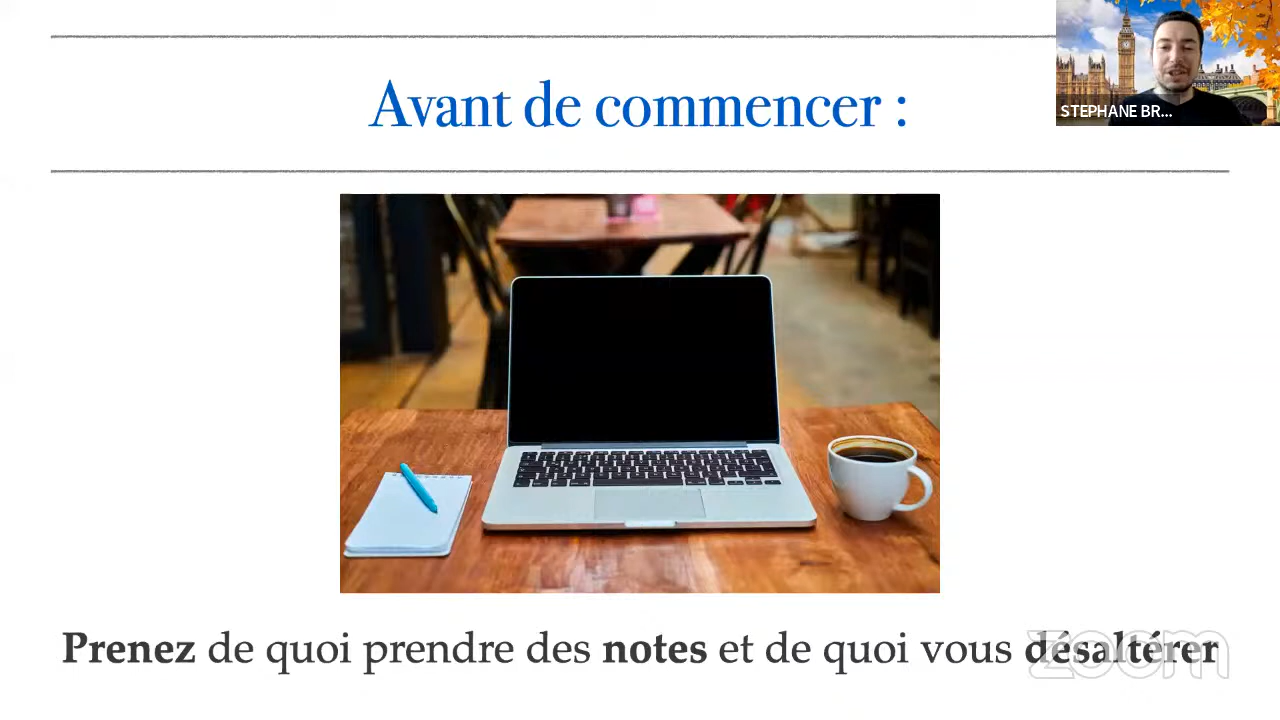 Avant de commencer :
STEPHANE BR...
Prenez de quoi prendre des notes et de quoi vous désaltérer
zoom